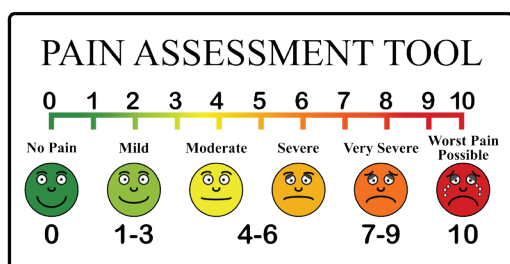 PAIN ASSESSMENT TOOL
0 1 2 3 4 5 6 7 8 9 10
No Pain Mild Moderate Severe Very Severe Worst Pain
Possible
0 1-3 4-6 7-9 10